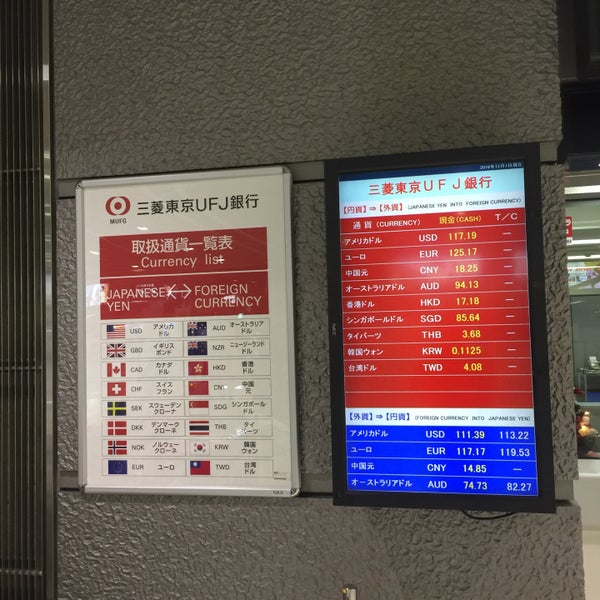 MUFG
三菱東京UFJ銀行
取扱通貨一覧表
Currency list
JAPANESE YEN
FOREIGN CURRENCY
USD アメリカドル
AUD オーストラリアドル
GBD イギリスポンド
NZR ニュージーランドドル
CAD カナダドル
HKD 香港ドル
CHF スイスフラン
CNY 中国元
SEK スウェーデンクローナ
SDG シンガポールドル
DKK デンマーククローネ
THB タイバーツ
NOK ノルウェークローネ
KRW 韓国ウォン
EUR ユーロ
TWD 台湾ドル
2016年12月1日現在
三菱東京UFJ銀行
【円貨】⇒【外貨】(JAPANESE YEN INTO FOREIGN CURRENCY)
通貨(CURRENCY) 現金(CASH) T/C
アメリカドル USD 117.19 —
ユーロ EUR 125.17 —
中国元 CNY 18.25 —
オーストラリアドル AUD 94.13 —
香港ドル HKD 17.18 —
シンガポールドル SGD 85.64 —
タイバーツ THB 3.68 —
韓国ウォン KRW 0.1125 —
台湾ドル TWD 4.08 —
【外貨】⇒【円貨】(FOREIGN CURRENCY INTO JAPANESE YEN)
アメリカドル USD 111.39 113.22
ユーロ EUR 117.17 119.53
中国元 CNY 14.85 —
オーストラリアドル AUD 74.73 82.27
NEC